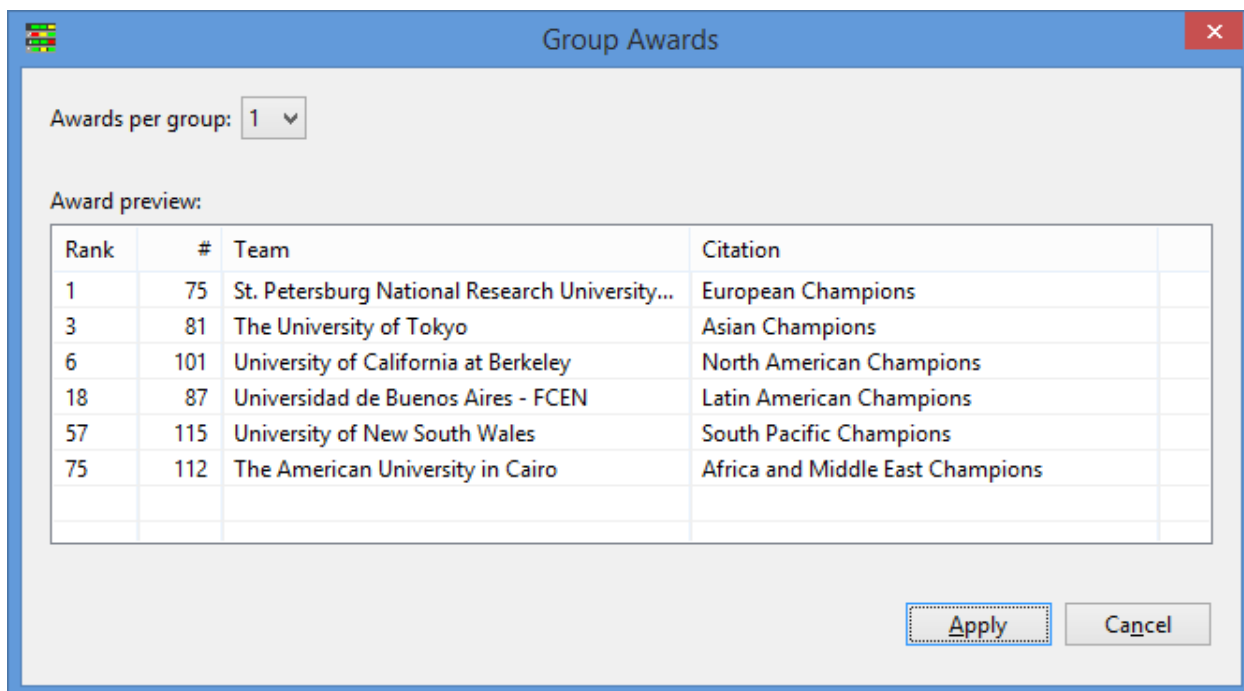 Group Awards
Awards per group: 1
Award preview:
Rank # Team Citation
1 75 St. Petersburg National Research University... European Champions
3 81 The University of Tokyo Asian Champions
6 101 University of California at Berkeley North American Champions
18 87 Universidad de Buenos Aires - FCEN Latin American Champions
57 115 University of New South Wales South Pacific Champions
75 112 The American University in Cairo Africa and Middle East Champions
Apply Cancel